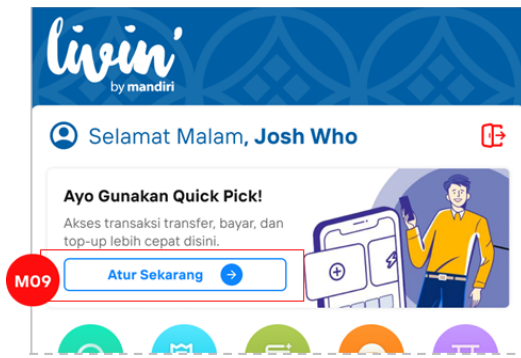 livin'
by mandiri
Selamat Malam, Josh Who
Ayo Gunakan Quick Pick!
Akses transaksi transfer, bayar, dan
top-up lebih cepat disini.
M09
Atur Sekarang